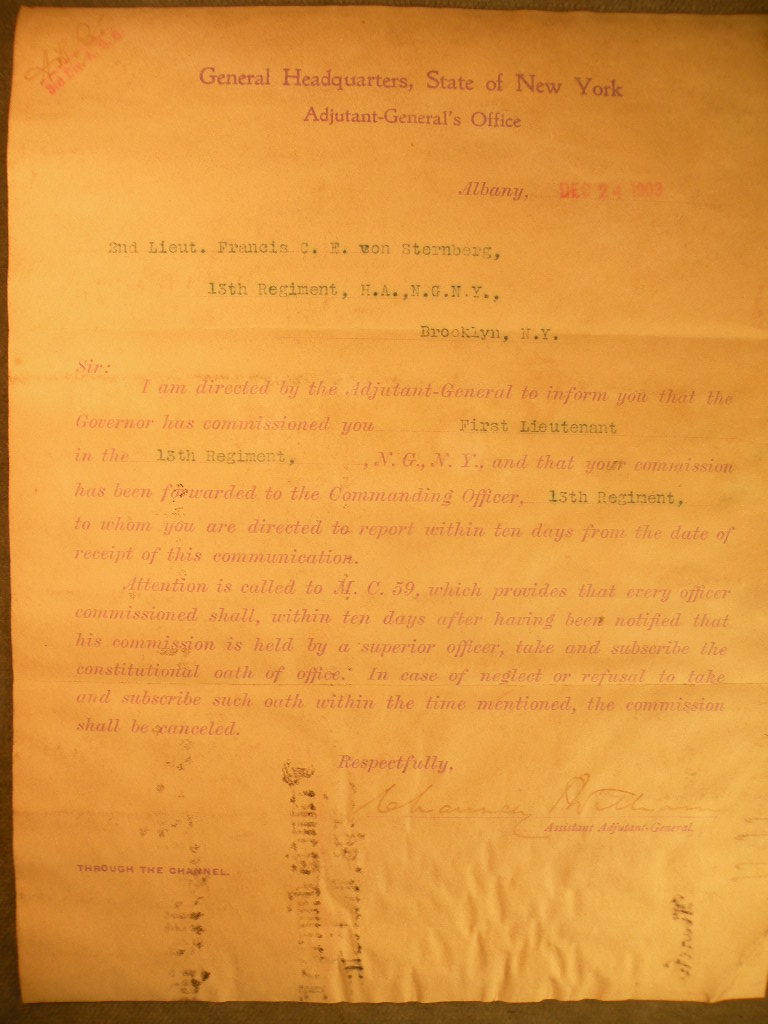 General Headquarters, State of New York
Adjutant-General's Office
Albany, DEC 24 1903
2nd Lieut. Francis C. E. von Sternberg,
13th Regiment, H.A.,N.G.N.Y.,
Brooklyn, N.Y.
Sir:
I am directed by the Adjutant-General to inform you that the
Governor has commissioned you First Lieutenant
in the 13th Regiment, , N. G., N. Y., and that your commission
has been forwarded to the Commanding Officer, 13th Regiment,
to whom you are directed to report within ten days from the date of
receipt of this communication.
Attention is called to M. C. 59, which provides that every officer
commissioned shall, within ten days after having been notified that
his commission is held by a superior officer, take and subscribe the
constitutional oath of office. In case of neglect or refusal to take
and subscribe such oath within the time mentioned, the commission
shall be canceled.
Respectfully,
Chauncey
Assistant Adjutant-General.
THROUGH THE CHANNEL.